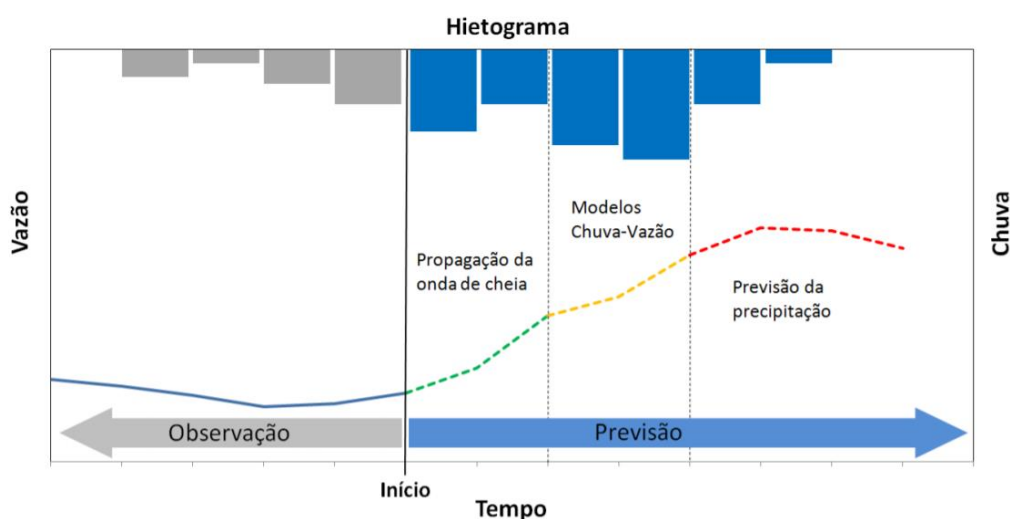 Hietograma
Vazão
Chuva
Modelos
Chuva-Vazão
Propagação da
onda de cheia
Previsão da
precipitação
Observação
Previsão
Início
Tempo